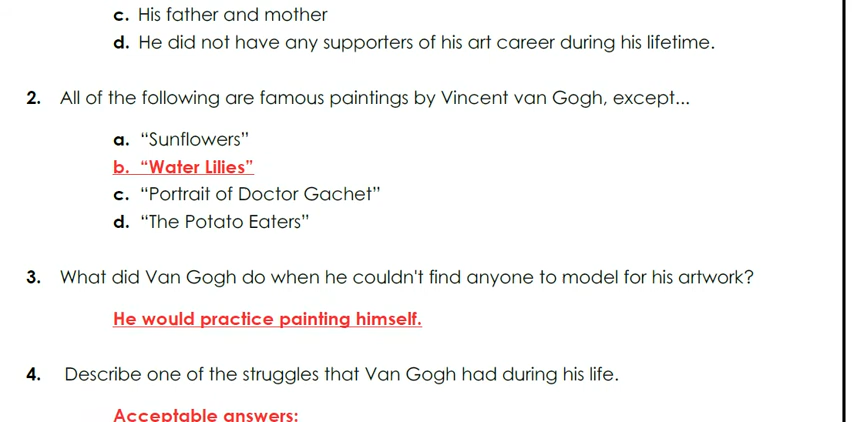 c. His father and mother
d. He did not have any supporters of his art career during his lifetime.
2. All of the following are famous paintings by Vincent van Gogh, except...
a. “Sunflowers”
b. “Water Lilies”
c. “Portrait of Doctor Gachet”
d. “The Potato Eaters”
3. What did Van Gogh do when he couldn't find anyone to model for his artwork?
He would practice painting himself.
4. Describe one of the struggles that Van Gogh had during his life.
Acceptable answers: